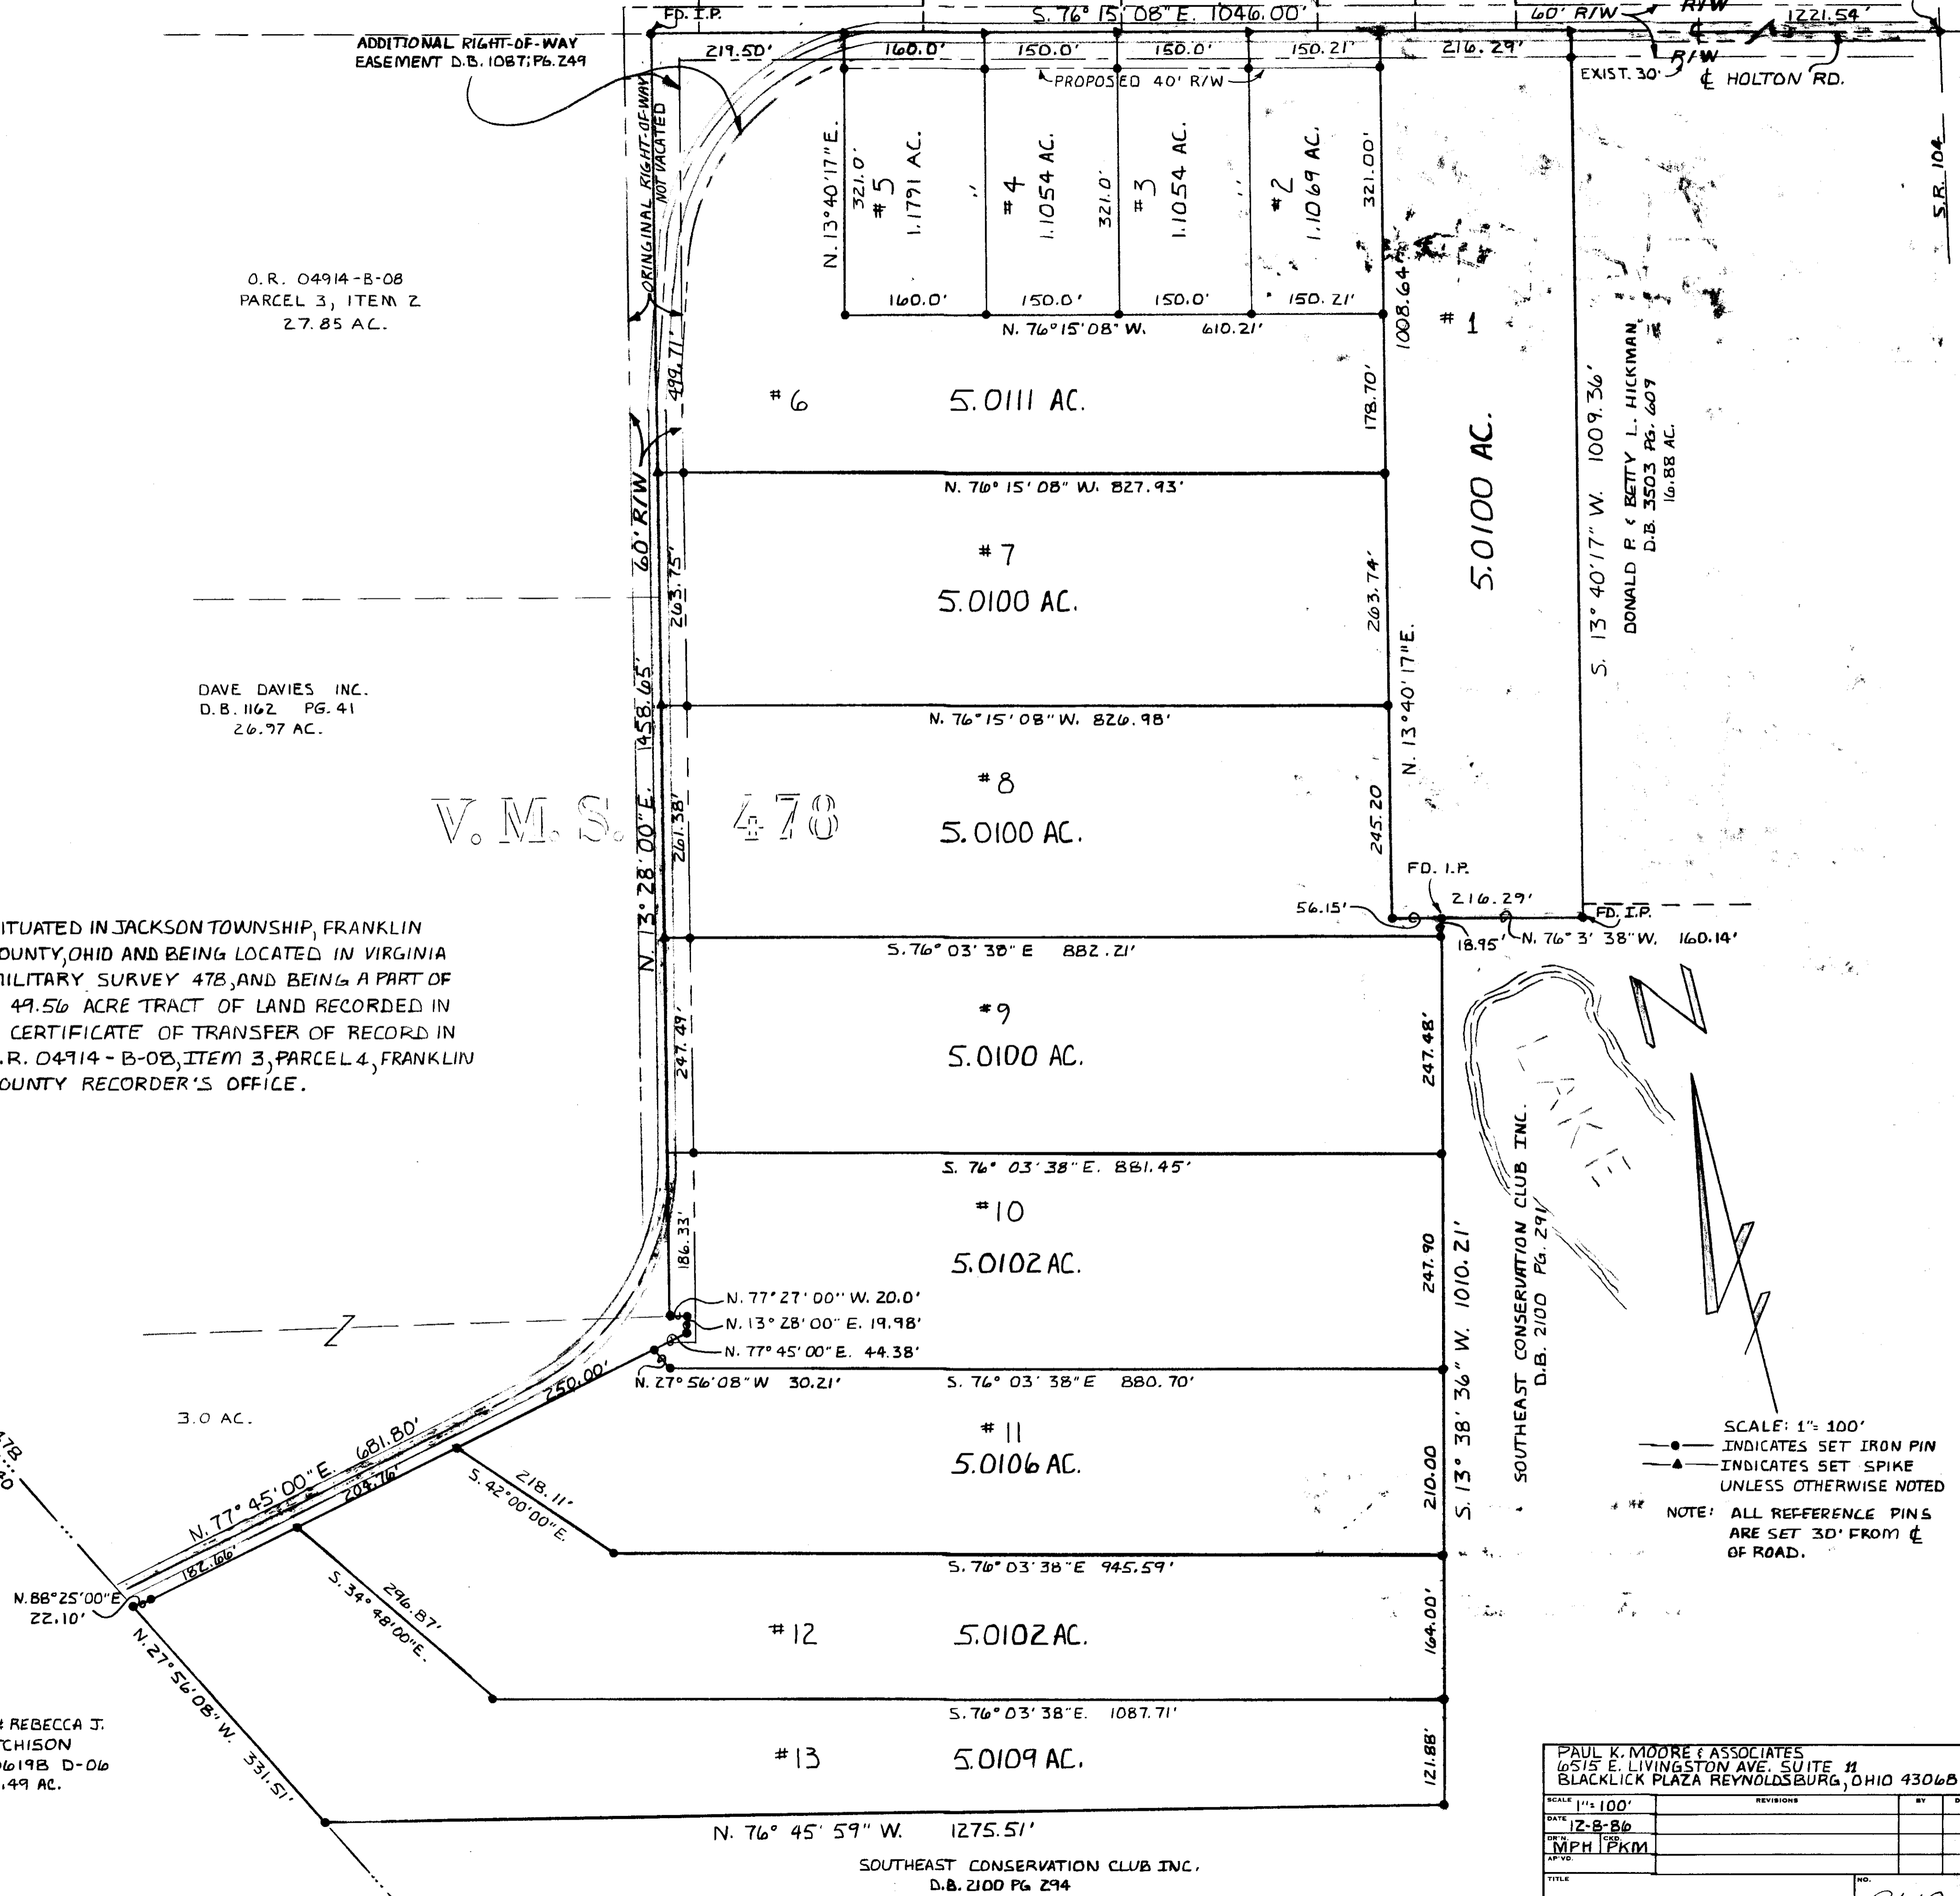 FD. I.P.
S. 76° 15' 08" E. 1046.00'
60' R/W
R/W
1221.54'
ADDITIONAL RIGHT-OF-WAY
EASEMENT D.B. 1087; PG. 249
219.50'
160.0'
150.0'
150.0'
150.21'
216.29'
R/W
EXIST. 30'
℄ HOLTON RD.
PROPOSED 40' R/W
ORINGINAL RIGHT-OF-WAY
NOT VACATED
S.R. 104
N. 13° 40' 17" E.
321.0'
#5
1.1791 AC.
#4
1.1054 AC.
321.0'
#3
1.1054 AC.
#2
1.1069 AC.
321.00'
1008.64'
#1
O.R. 04914-B-08
PARCEL 3, ITEM 2
27.85 AC.
160.0'
150.0'
150.0'
150.21'
N. 76° 15' 08" W. 610.21'
499.71'
#6 5.0111 AC.
178.70'
5.0100 AC.
S. 13° 40' 17" W. 1009.36'
DONALD P. & BETTY L. HICKMAN
D.B. 3503 PG. 609
16.88 AC.
60' R/W
N. 76° 15' 08" W. 827.93'
#7
5.0100 AC.
263.75'
263.74'
N. 13° 40' 17" E.
DAVE DAVIES INC.
D.B. 1162 PG. 41
26.97 AC.
N. 13° 28' 00" E. 1458.65'
N. 76° 15' 08" W. 826.98'
#8
5.0100 AC.
V. M. S. 478
261.38'
245.20
FD. I.P.
216.29'
56.15'
FD. I.P.
18.95'
N. 76° 3' 38" W. 160.14'
S. 76° 03' 38" E 882.21'
ITUATED IN JACKSON TOWNSHIP, FRANKLIN
OUNTY, OHIO AND BEING LOCATED IN VIRGINIA
ILITARY SURVEY 478, AND BEING A PART OF
49.56 ACRE TRACT OF LAND RECORDED IN
CERTIFICATE OF TRANSFER OF RECORD IN
.R. 04914-B-08, ITEM 3, PARCEL 4, FRANKLIN
OUNTY RECORDER'S OFFICE.
#9
5.0100 AC.
247.49'
247.48'
LAKE
N
S. 76° 03' 38" E. 881.45'
#10
5.0102 AC.
186.33'
247.90
S. 13° 38' 36" W. 1010.21'
SOUTHEAST CONSERVATION CLUB INC.
D.B. 2100 PG. 291
N. 77° 27' 00" W. 20.0'
N. 13° 28' 00" E. 19.98'
N. 77° 45' 00" E. 44.38'
N. 27° 56' 08" W 30.21'
S. 76° 03' 38" E 880.70'
Z
3.0 AC.
250.00'
#11
5.0106 AC.
210.00
SCALE: 1"= 100'
INDICATES SET IRON PIN
INDICATES SET SPIKE
UNLESS OTHERWISE NOTED
NOTE: ALL REFFERENCE PINS
ARE SET 30' FROM ℄
OF ROAD.
478
N. 77° 45' 00" E. 681.80'
204.76'
218.11'
S. 42° 00' 00" E.
S. 76° 03' 38" E 945.59'
182.66'
N. 88° 25' 00" E
22.10'
296.87'
S. 34° 48' 00" E.
#12 5.0102 AC.
164.00'
N. 27° 56' 08" W. 331.51'
S. 76° 03' 38" E. 1087.71'
& REBECCA J.
TCHISON
0619B D-06
.49 AC.
#13 5.0109 AC.
121.88'
N. 76° 45' 59" W. 1275.51'
SOUTHEAST CONSERVATION CLUB INC.
D.B. 2100 PG 294
PAUL K. MOORE & ASSOCIATES
6515 E. LIVINGSTON AVE. SUITE 11
BLACKLICK PLAZA REYNOLDSBURG, OHIO 43068
SCALE 1"= 100'
REVISIONS
BY
D
DATE 12-8-86
DR'N. MPH CKD. PKM
AP'VD.
TITLE
NO.